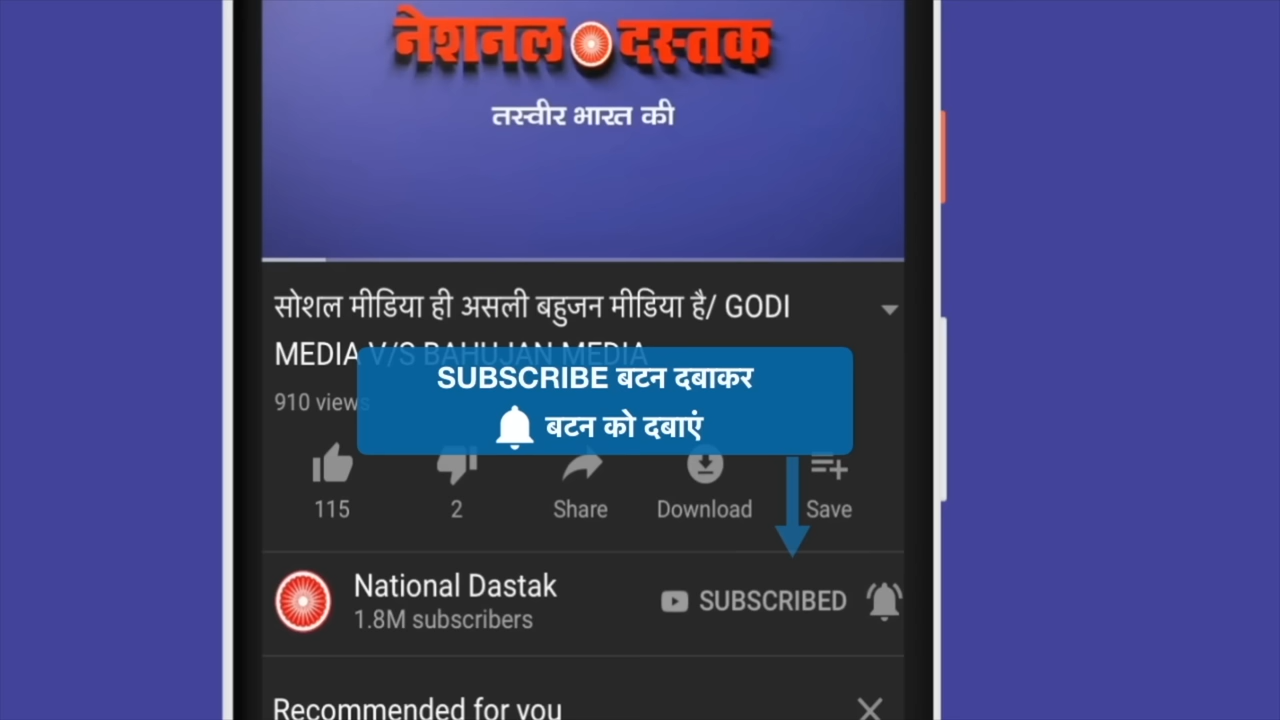 नेशनल दस्तक
तस्वीर भारत की
सोशल मीडिया ही असली बहुजन मीडिया है/ GODI
MEDIA V/S BAHUJAN MEDIA
910 views
SUBSCRIBE बटन दबाकर
बटन को दबाएं
115
2
Share
Download
Save
National Dastak
1.8M subscribers
SUBSCRIBED
Recommended for you